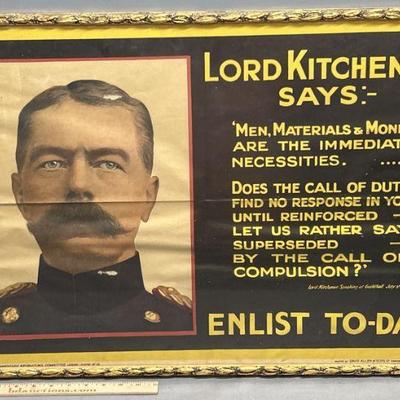 LORD KITCHEN
SAYS:-
'MEN, MATERIALS & MONE
ARE THE IMMEDIAT
NECESSITIES. ....
DOES THE CALL OF DUT
FIND NO RESPONSE IN YO
UNTIL REINFORCED —
LET US RATHER SAY
SUPERSEDED —
BY THE CALL OF
COMPULSION?'
Lord Kitchener Speaking at Guildhall July 9
ENLIST TO-DA